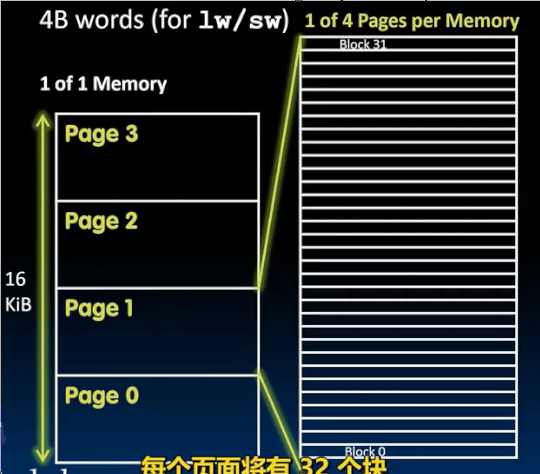 4B words (for lw/sw)
1 of 4 Pages per Memory
Block 31
1 of 1 Memory
Page 3
Page 2
16
KiB
Page 1
Page 0
Block 0
每个页面将有 32 个块